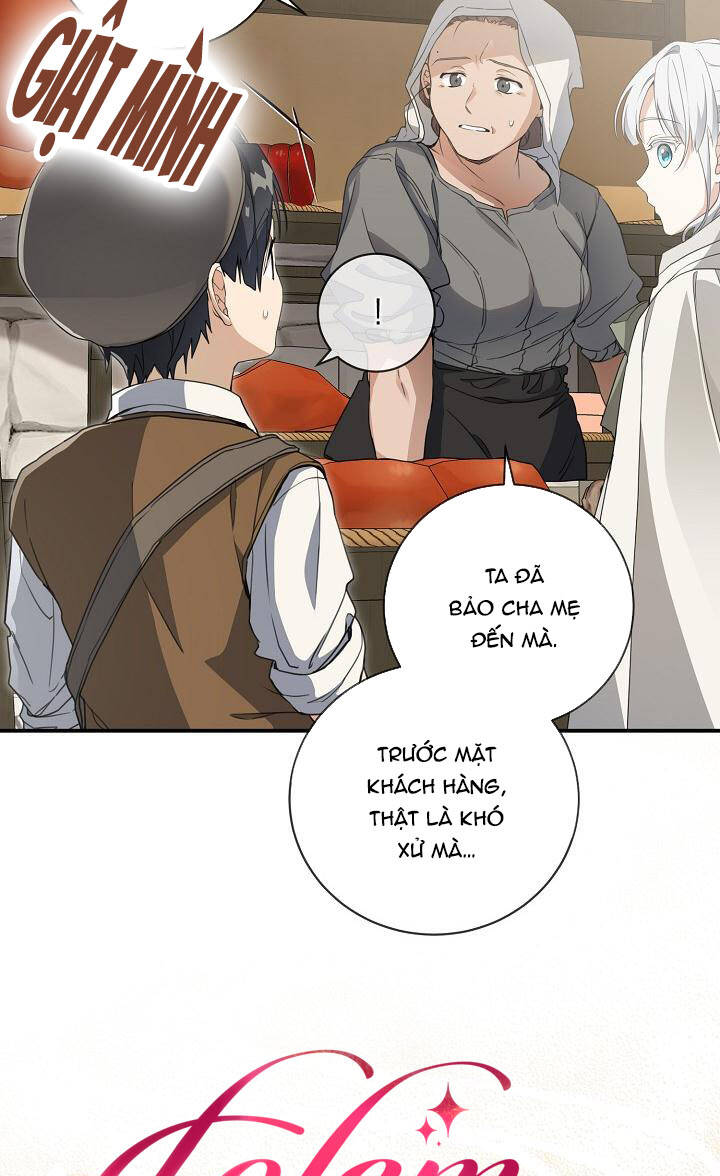 GIẬT MÌNH
!
TA ĐÃ
BẢO CHA MẸ
ĐẾN MÀ.
TRƯỚC MẶT
KHÁCH HÀNG,
THẬT LÀ KHÓ
XỬ MÀ...